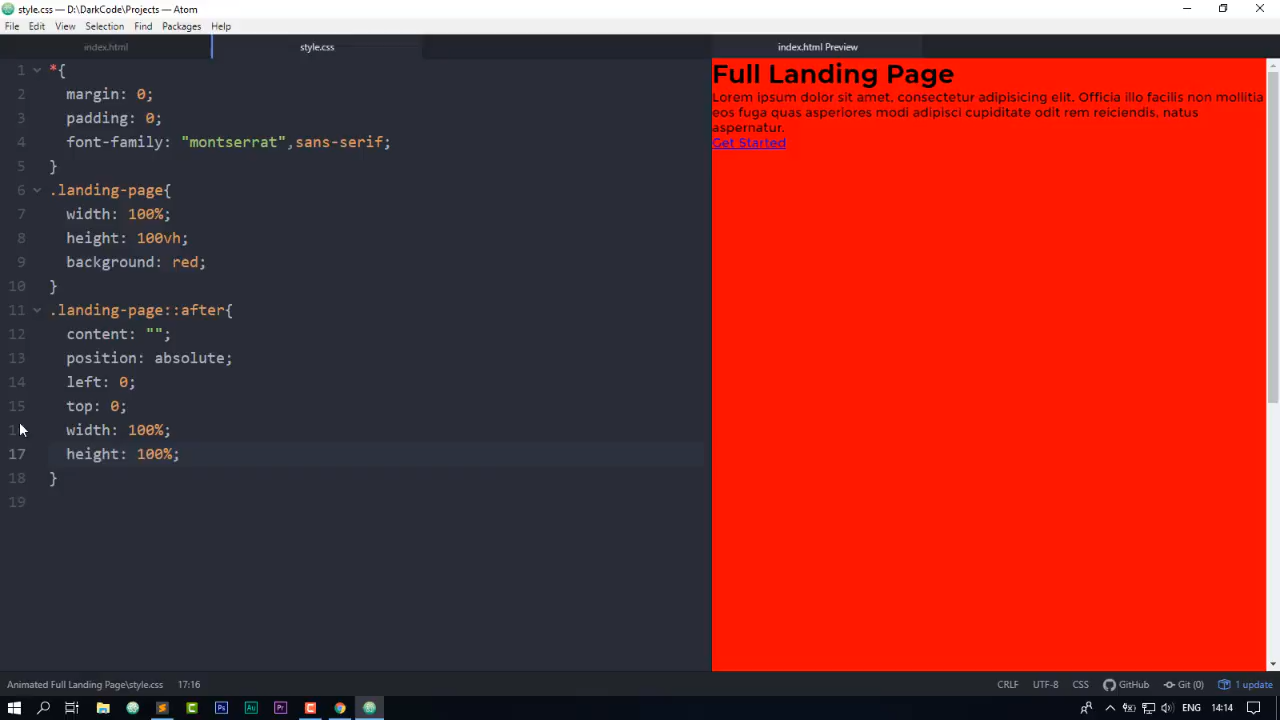 style.css — D:\DarkCode\Projects — Atom
File Edit View Selection Find Packages Help
index.html style.css index.html Preview
1 *{
2 margin: 0;
3 padding: 0;
4 font-family: "montserrat",sans-serif;
5 }
6 .landing-page{
7 width: 100%;
8 height: 100vh;
9 background: red;
10 }
11 .landing-page::after{
12 content: "";
13 position: absolute;
14 left: 0;
15 top: 0;
width: 100%;
17 height: 100%;
18 }
19
Full Landing Page
Lorem ipsum dolor sit amet, consectetur adipisicing elit. Officia illo facilis non mollitia
eos fuga quas asperiores modi adipisci cupiditate odit rem reiciendis, natus
aspernatur.
Get Started
Animated Full Landing Page\style.css 17:16 CRLF UTF-8 CSS GitHub Git (0) 1 update
Ps Au Pr ENG 14:14